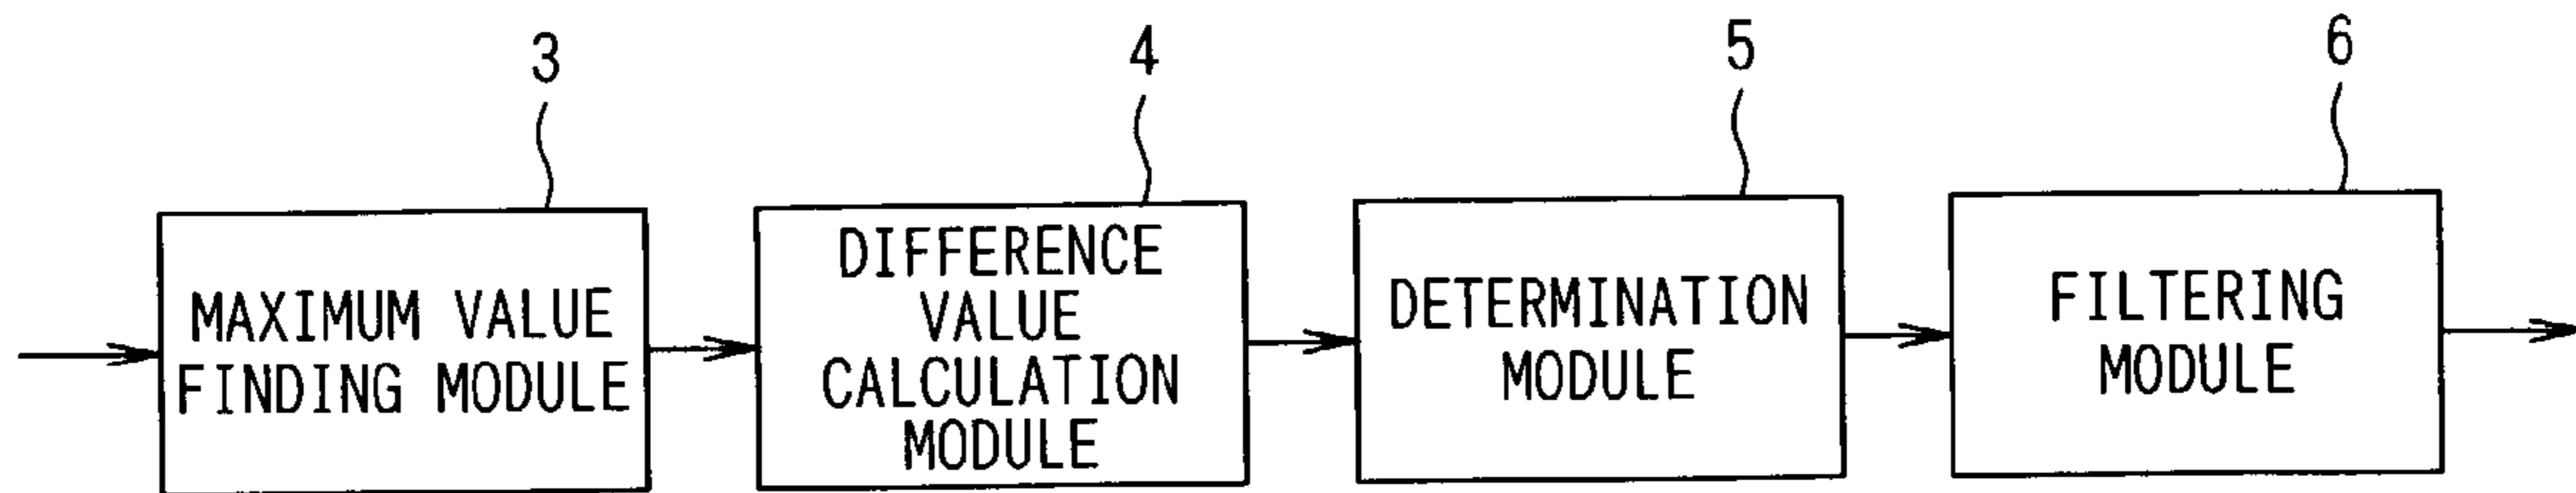 3
4
5
6
MAXIMUM VALUE
FINDING MODULE
DIFFERENCE
VALUE
CALCULATION
MODULE
DETERMINATION
MODULE
FILTERING
MODULE